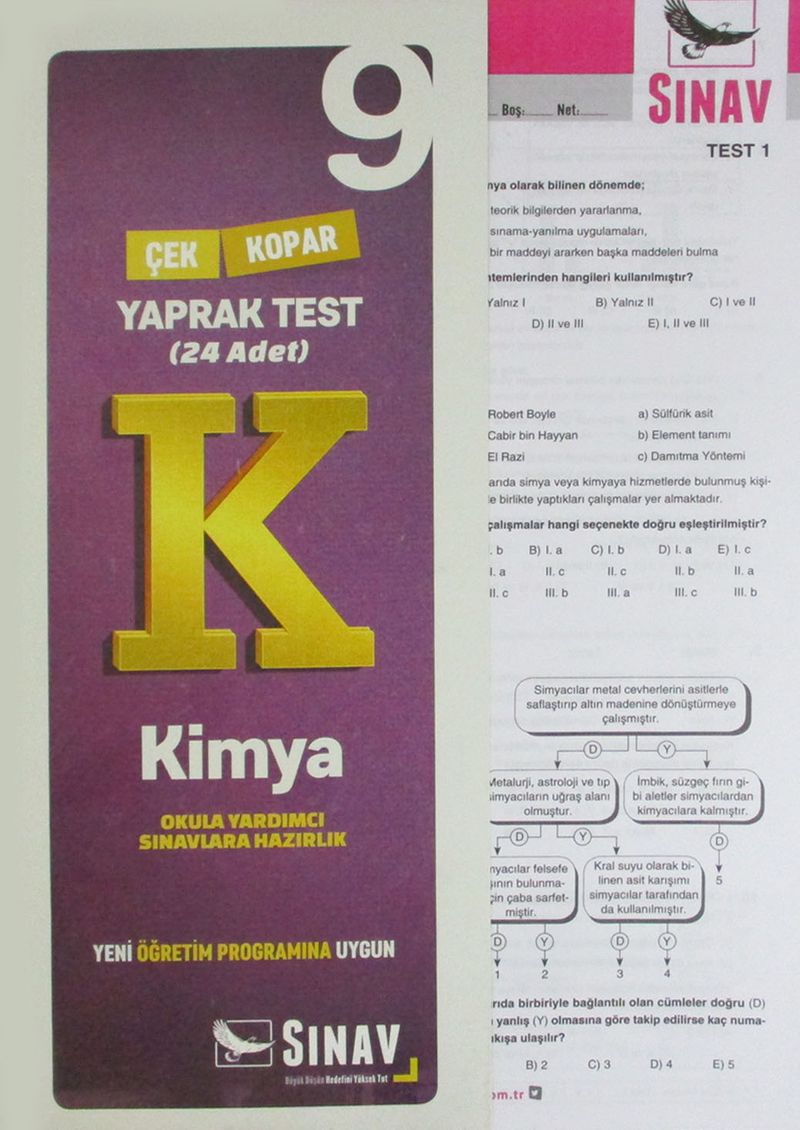 9
ÇEK KOPAR
YAPRAK TEST
(24 Adet)
K
Kimya
OKULA YARDIMCI
SINAVLARA HAZIRLIK
YENİ ÖĞRETİM PROGRAMINA UYGUN
SINAV
Büyük Düşün Hedefini Yüksek Tut
SINAV
Boş: Net:
TEST 1
olarak bilinen dönemde;
teorik bilgilerden yararlanma,
sınama-yanılma uygulamaları,
bir maddeyi ararken başka maddeleri bulma
hangileri kullanılmıştır?
Yalnız I B) Yalnız II C) I ve II
D) II ve III E) I, II ve III
Robert Boyle a) Sülfürik asit
Cabir bin Hayyan b) Element tanımı
El Razi c) Damıtma Yöntemi
simya veya kimyaya hizmetlerde bulunmuş kişi-
birlikte yaptıkları çalışmalar yer almaktadır.
çalışmalar hangi seçenekte doğru eşleştirilmiştir?
b B) I. a C) I. b D) I. a E) I. c
I. a II. c II. c II. b II. a
II. c III. b III. a III. c III. b
Simyacılar metal cevherlerini asitlerle
saflaştırıp altın madenine dönüştürmeye
çalışmıştır.
D Y
Metalurji, astroloji ve tıp
simyacıların uğraş alanı
olmuştur.
İmbik, süzgeç fırın gi-
bi aletler simyacılardan
kimyacılara kalmıştır.
D Y D
felsefe
bulunma-
çaba sarfet-
miştir.
Kral suyu olarak bi-
linen asit karışımı
simyacılar tarafından
da kullanılmıştır.
5
D Y D Y
1 2 3 4
birbiriyle bağlantılı olan cümleler doğru (D)
yanlış (Y) olmasına göre takip edilirse kaç numa-
ulaşılır?
B) 2 C) 3 D) 4 E) 5
om.tr